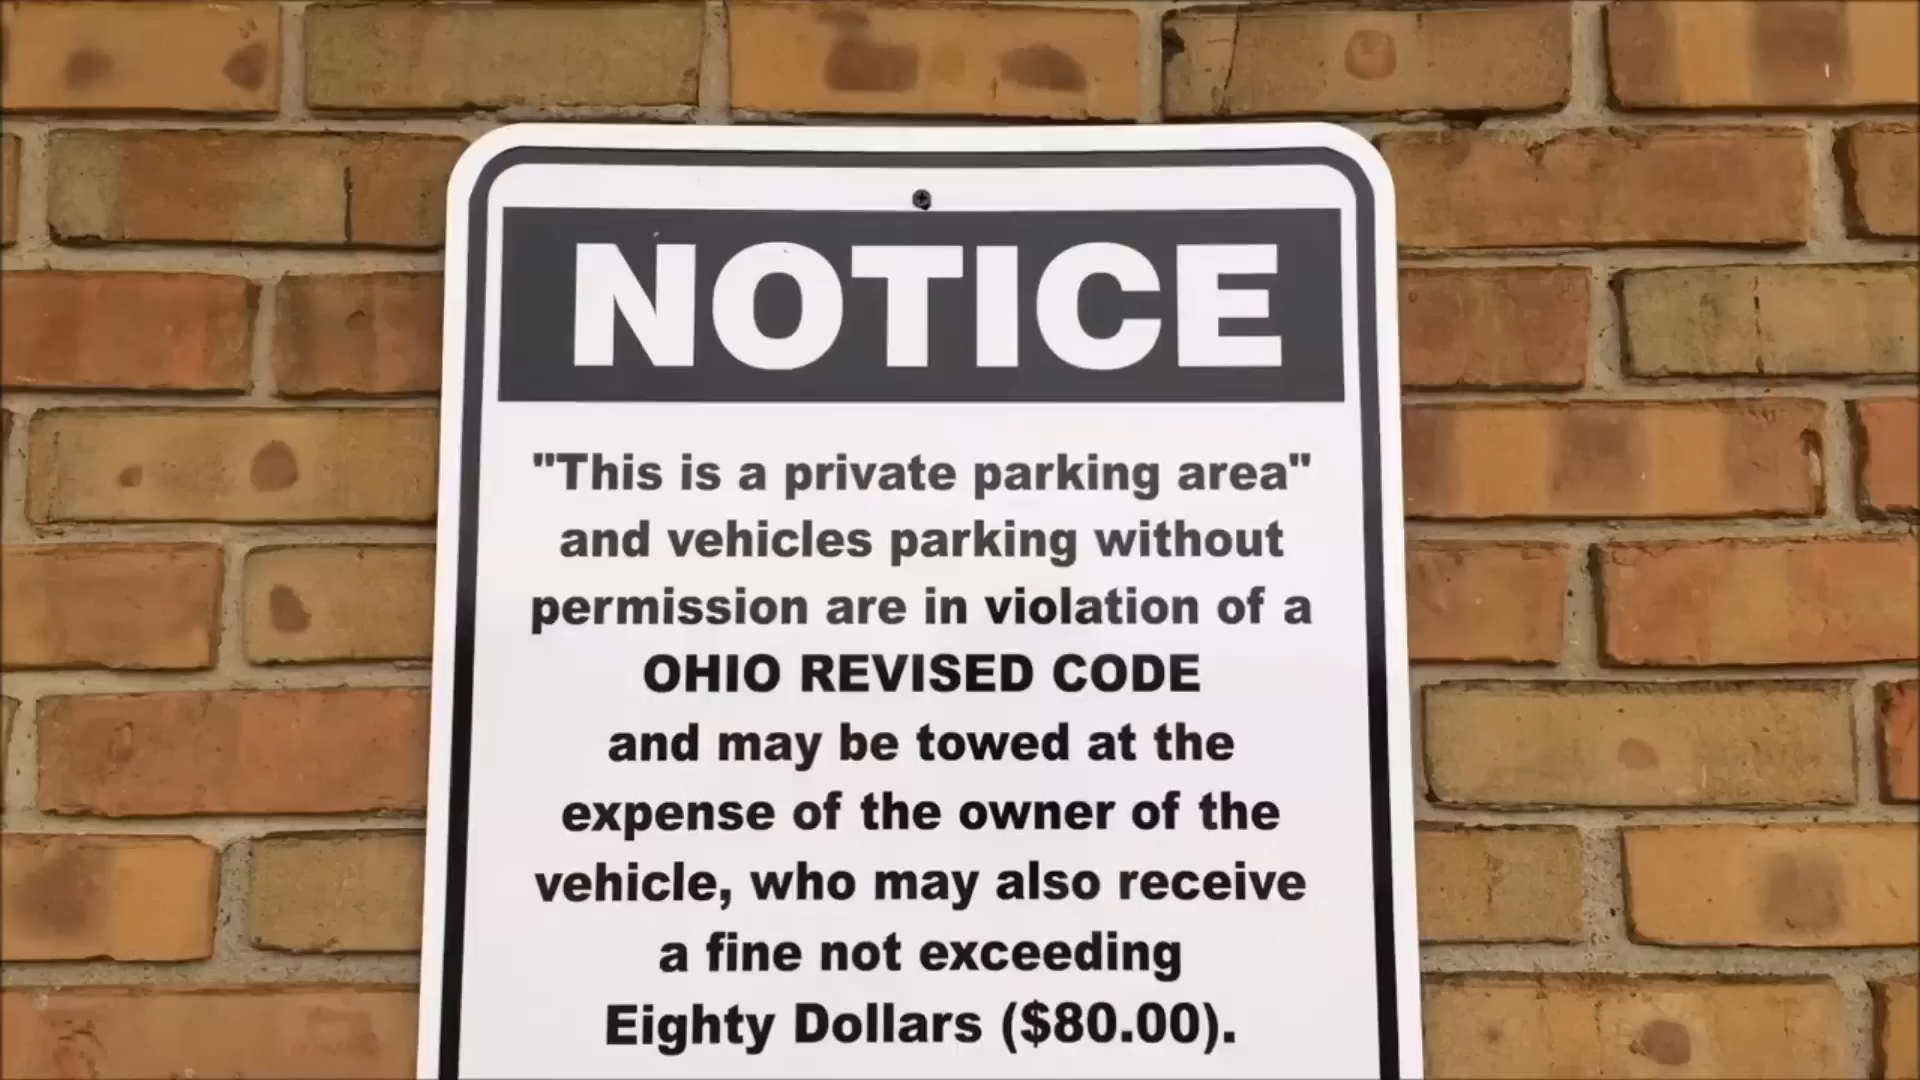 NOTICE
"This is a private parking area"
and vehicles parking without
permission are in violation of a
OHIO REVISED CODE
and may be towed at the
expense of the owner of the
vehicle, who may also receive
a fine not exceeding
Eighty Dollars ($80.00).